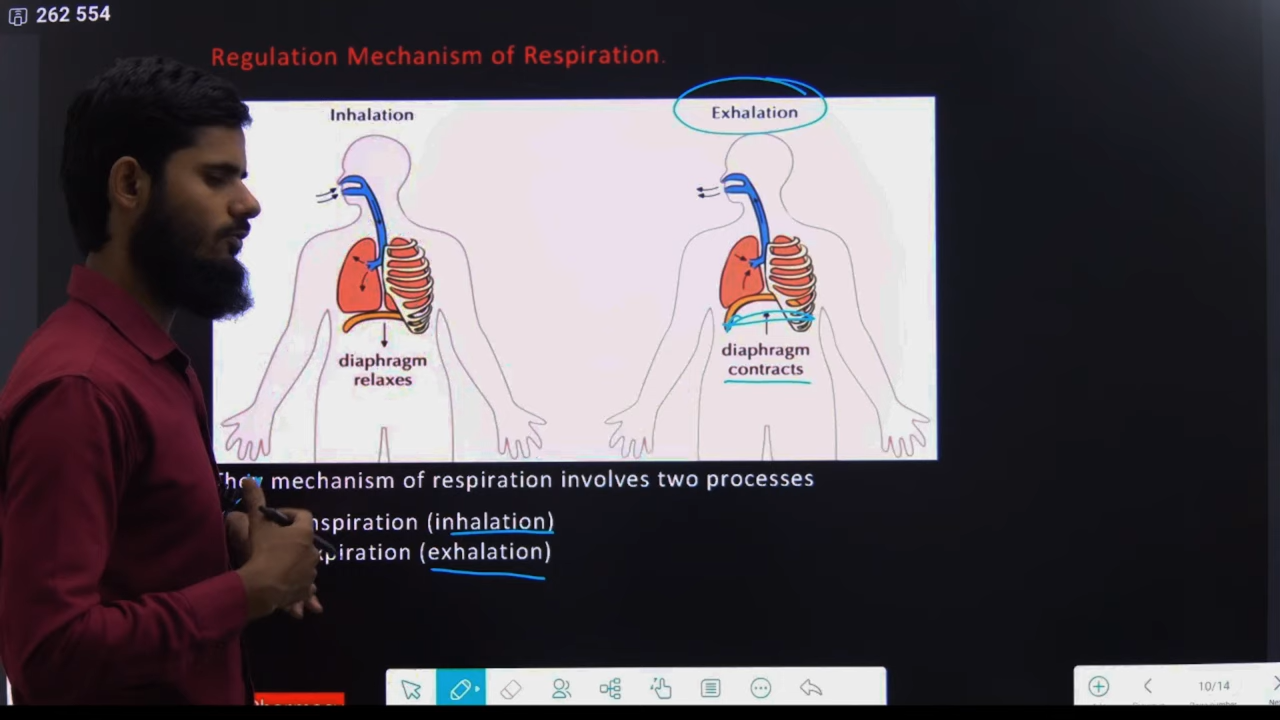 262 554
Regulation Mechanism of Respiration.
Inhalation
Exhalation
diaphragm
relaxes
diaphragm
contracts
mechanism of respiration involves two processes
(inhalation)
(exhalation)
10/14